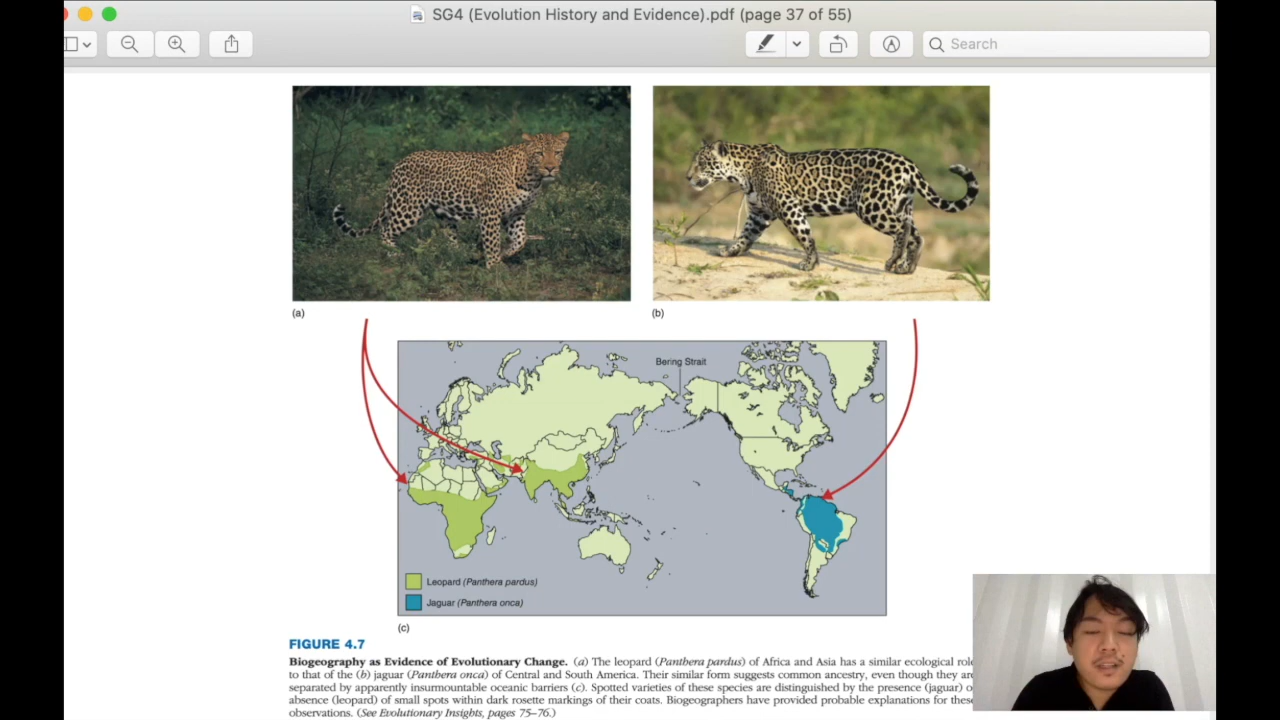 SG4 (Evolution History and Evidence).pdf (page 37 of 55)
Search
(a)
(b)
Bering Strait
Leopard (Panthera pardus)
Jaguar (Panthera onca)
(c)
FIGURE 4.7
Biogeography as Evidence of Evolutionary Change. (a) The leopard (Panthera pardus) of Africa and Asia has a similar ecological role
to that of the (b) jaguar (Panthera onca) of Central and South America. Their similar form suggests common ancestry, even though they are
separated by apparently insurmountable oceanic barriers (c). Spotted varieties of these species are distinguished by the presence (jaguar) o
absence (leopard) of small spots within dark rosette markings of their coats. Biogeographers have provided probable explanations for these
observations. (See Evolutionary Insights, pages 75–76.)